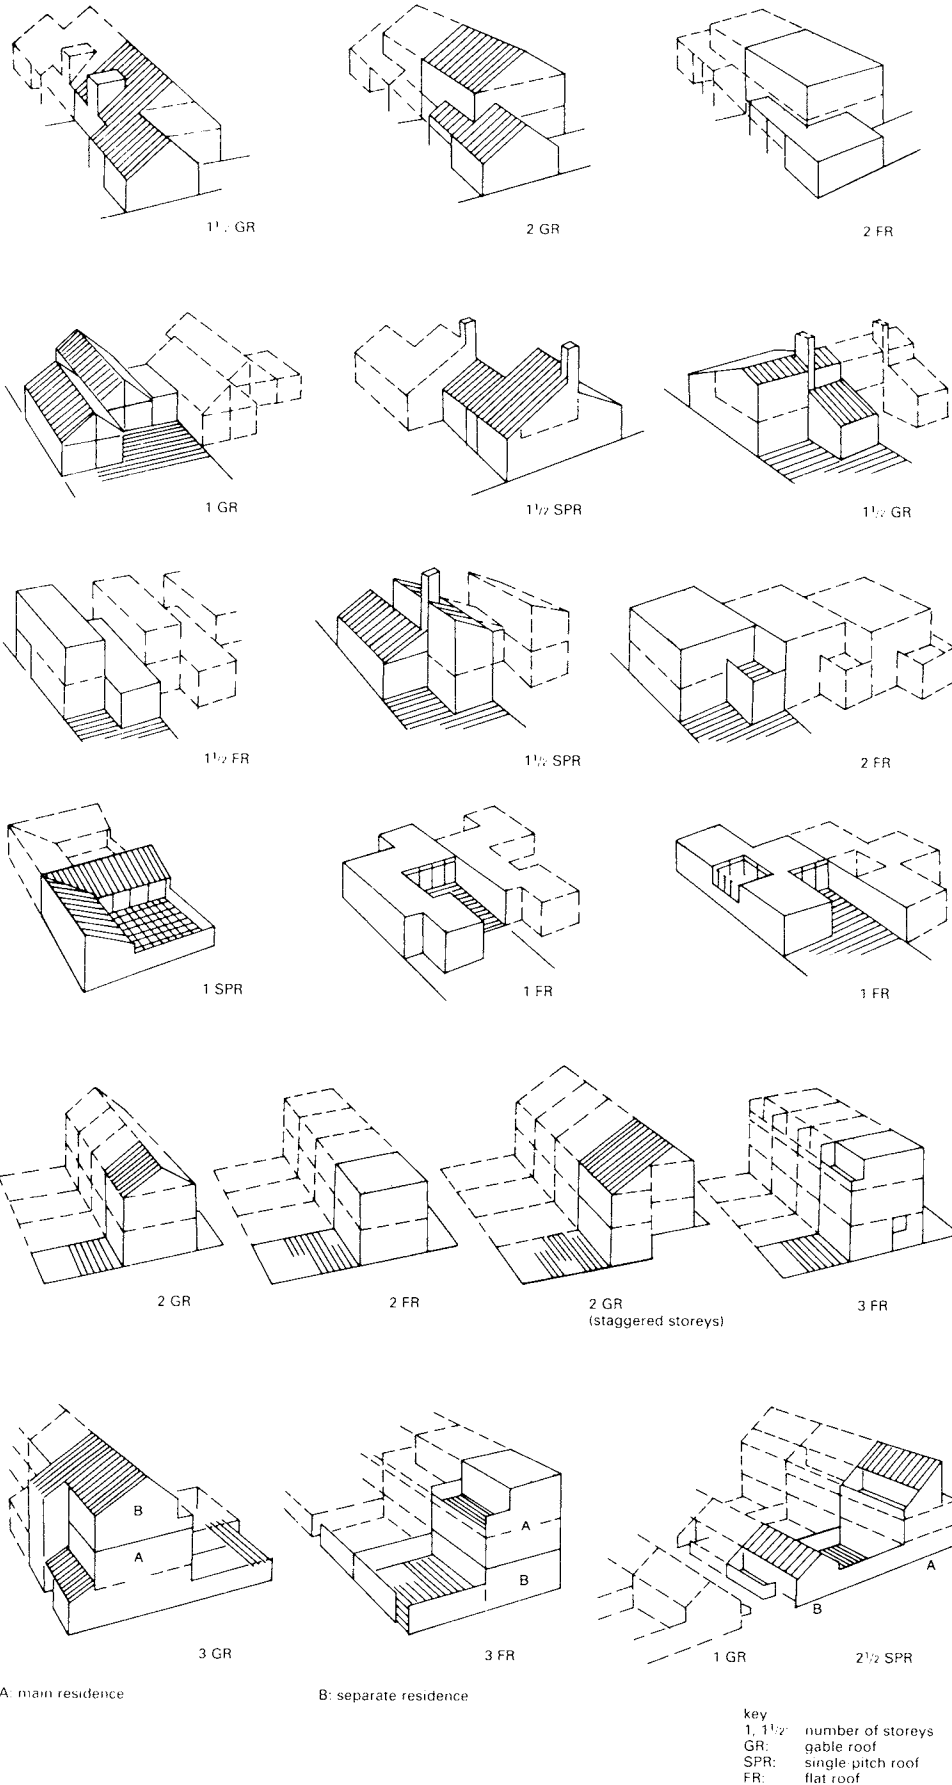 1½ GR
2 GR
2 FR
1 GR
1½ SPR
1½ GR
1½ FR
1½ SPR
2 FR
1 SPR
1 FR
1 FR
2 GR
2 FR
2 GR
(staggered storeys)
3 FR
B
A
A
B
A
B
3 GR
3 FR
1 GR
2½ SPR
A: main residence
B: separate residence
key
1, 1½: number of storeys
GR: gable roof
SPR: single-pitch roof
FR: flat roof